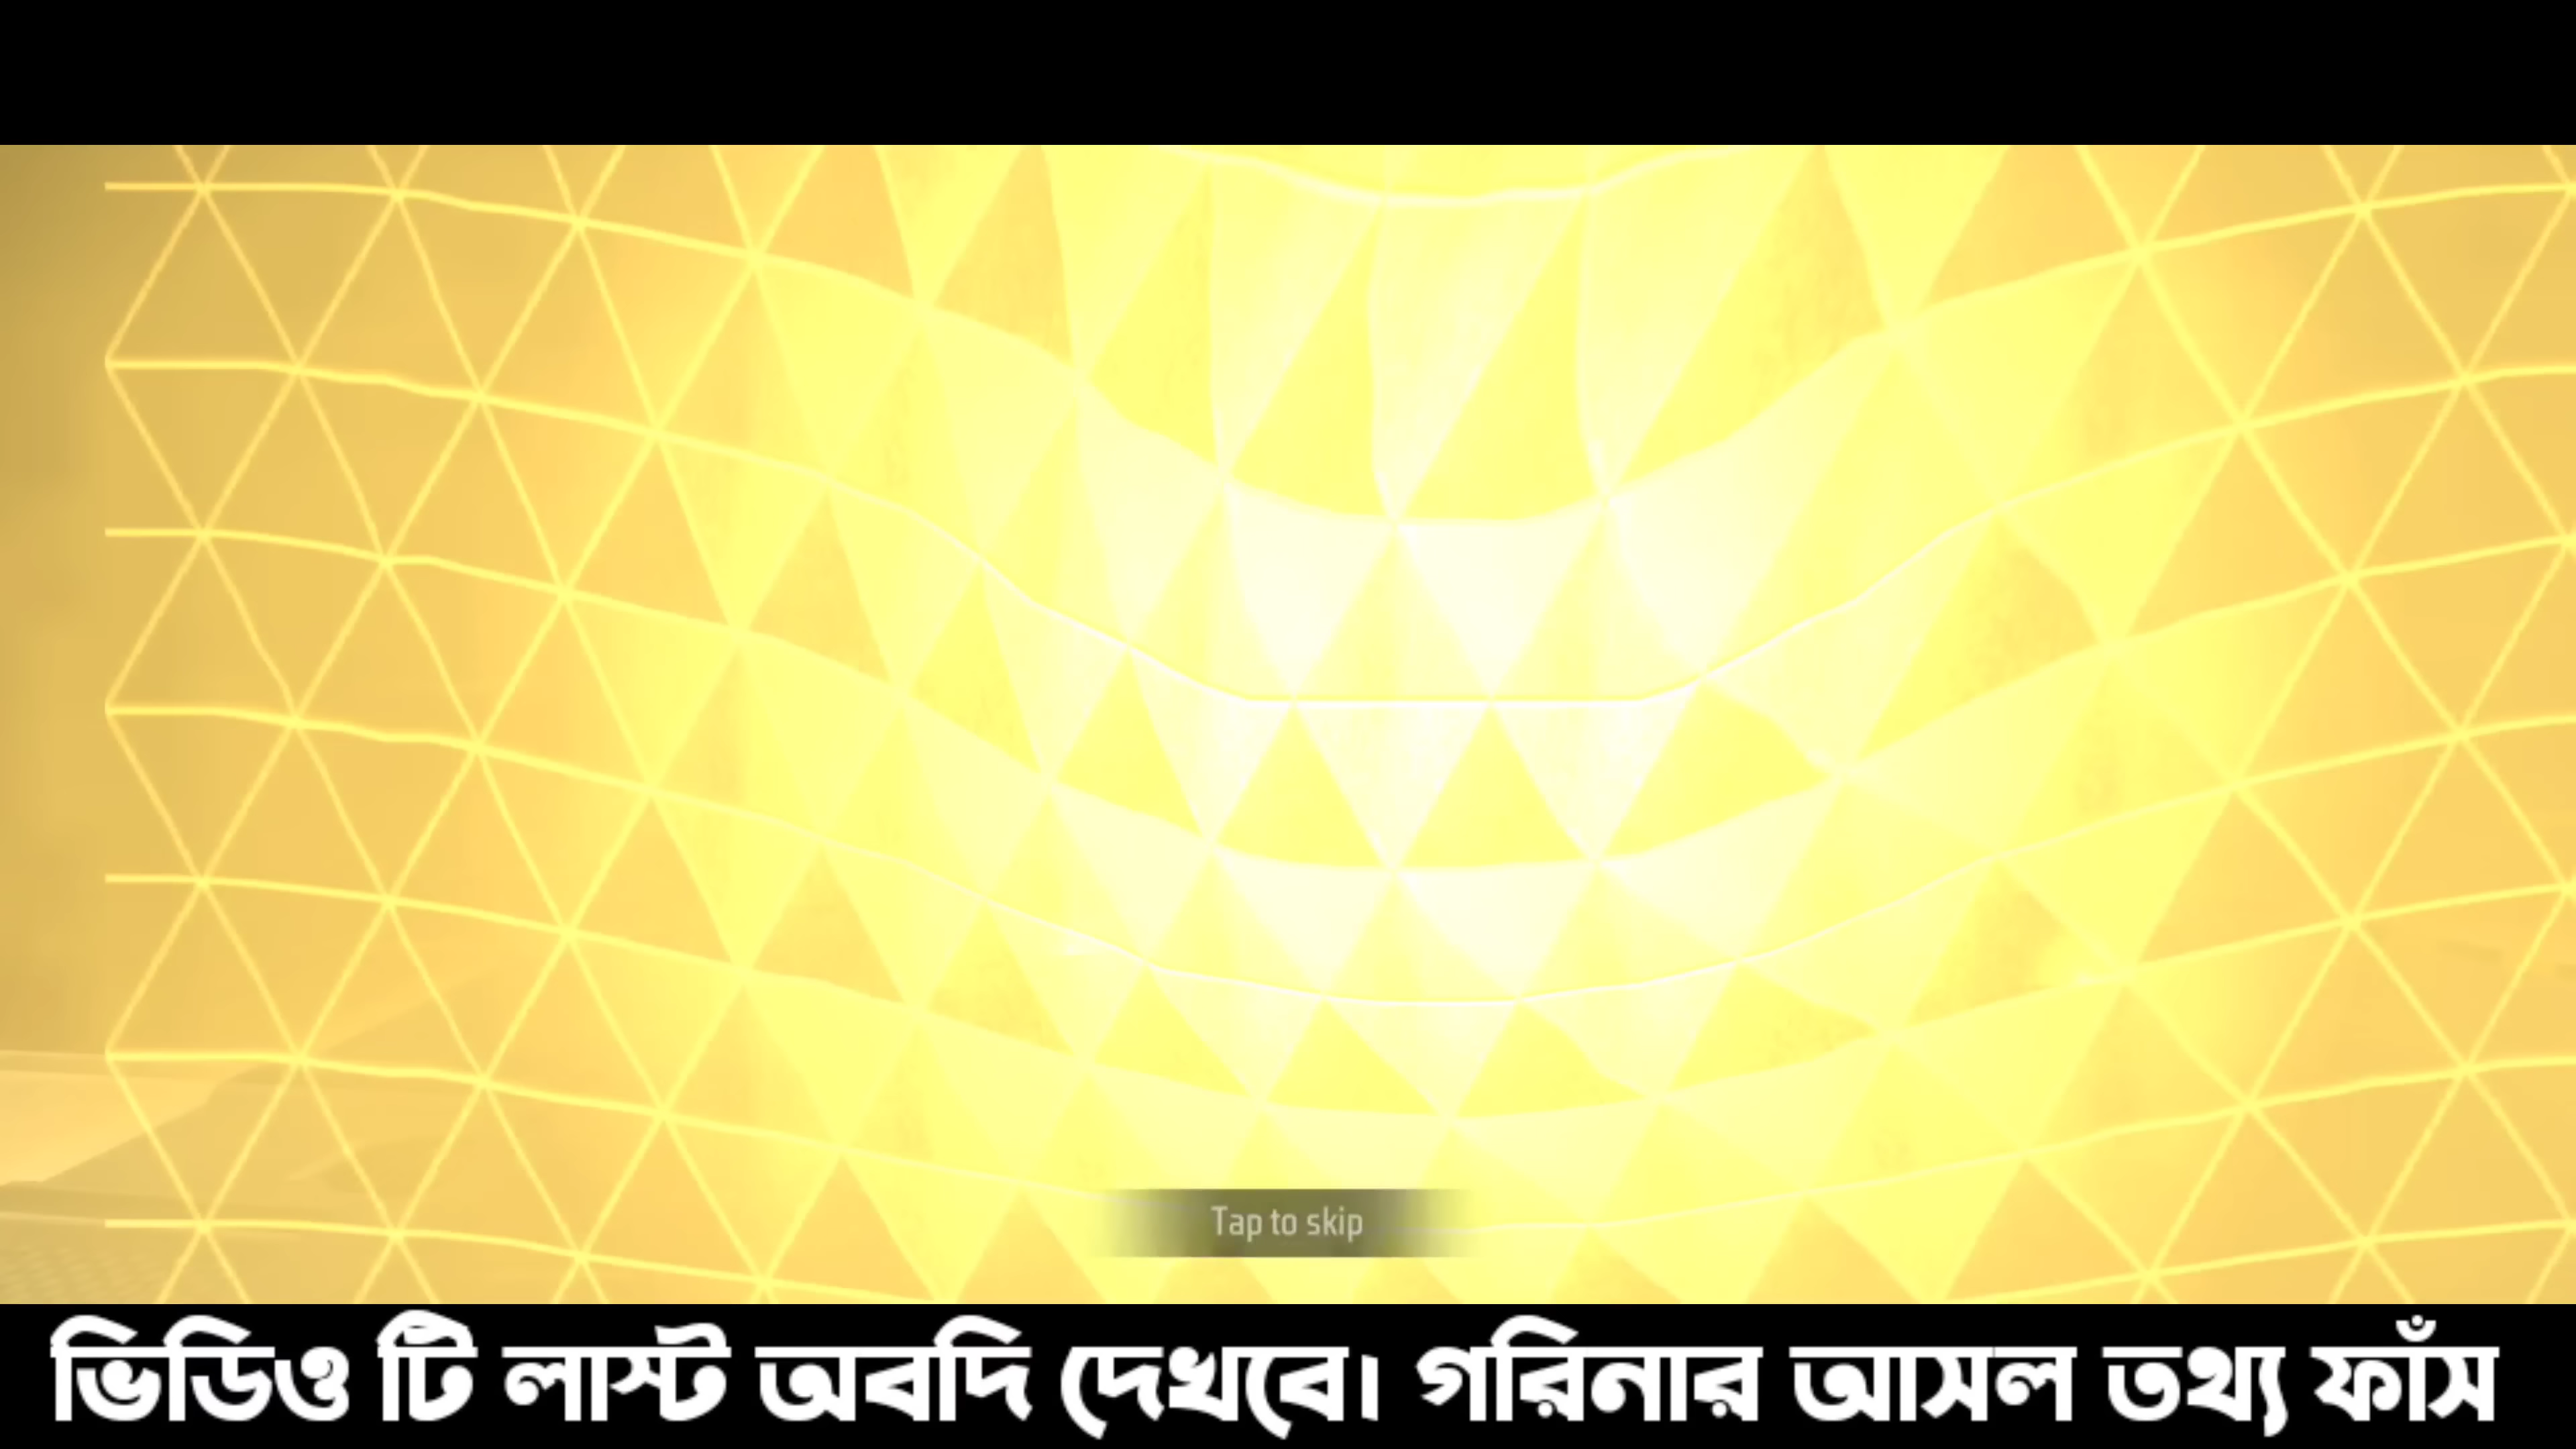 Tap to skip
ভিডিও টি লাস্ট অবদি দেখবে। গরিনার আসল তথ্য ফাঁস